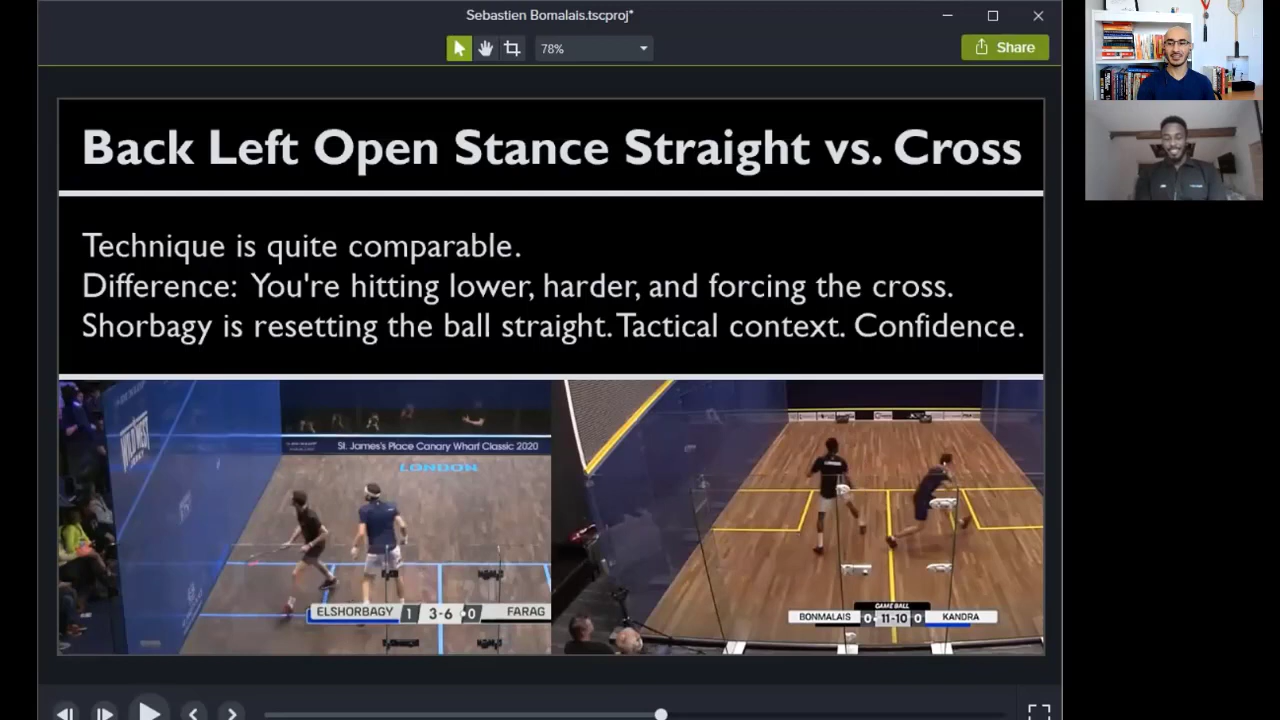 Sebastien Bomalais.tscproj*
78%
Share
Back Left Open Stance Straight vs. Cross
Technique is quite comparable.
Difference: You're hitting lower, harder, and forcing the cross.
Shorbagy is resetting the ball straight. Tactical context. Confidence.
St. James's Place Canary Wharf Classic 2020
LONDON
ELSHORBAGY 1 3-6 0 FARAG
GAME BALL
BONMALAIS 0 11-10 0 KANDRA